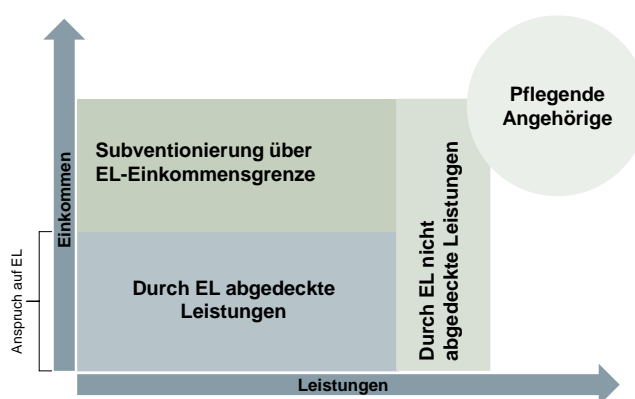 Pflegende
Angehörige
Subventionierung über
EL-Einkommensgrenze
Durch EL nicht
abgedeckte Leistungen
Einkommen
Anspruch auf EL
Durch EL abgedeckte
Leistungen
Leistungen